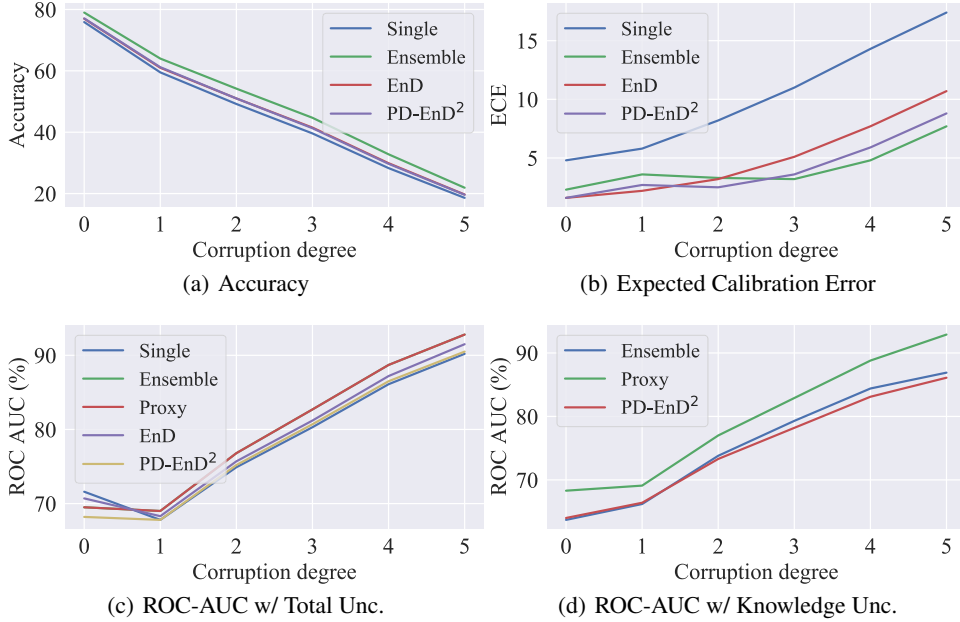 80
60
40
20
Accuracy
Single
Ensemble
EnD
PD-EnD²
0 1 2 3 4 5
Corruption degree
(a) Accuracy
15
10
5
ECE
Single
Ensemble
EnD
PD-EnD²
0 1 2 3 4 5
Corruption degree
(b) Expected Calibration Error
90
80
70
ROC AUC (%)
Single
Ensemble
Proxy
EnD
PD-EnD²
0 1 2 3 4 5
Corruption degree
(c) ROC-AUC w/ Total Unc.
90
80
70
ROC AUC (%)
Ensemble
Proxy
PD-EnD²
0 1 2 3 4 5
Corruption degree
(d) ROC-AUC w/ Knowledge Unc.